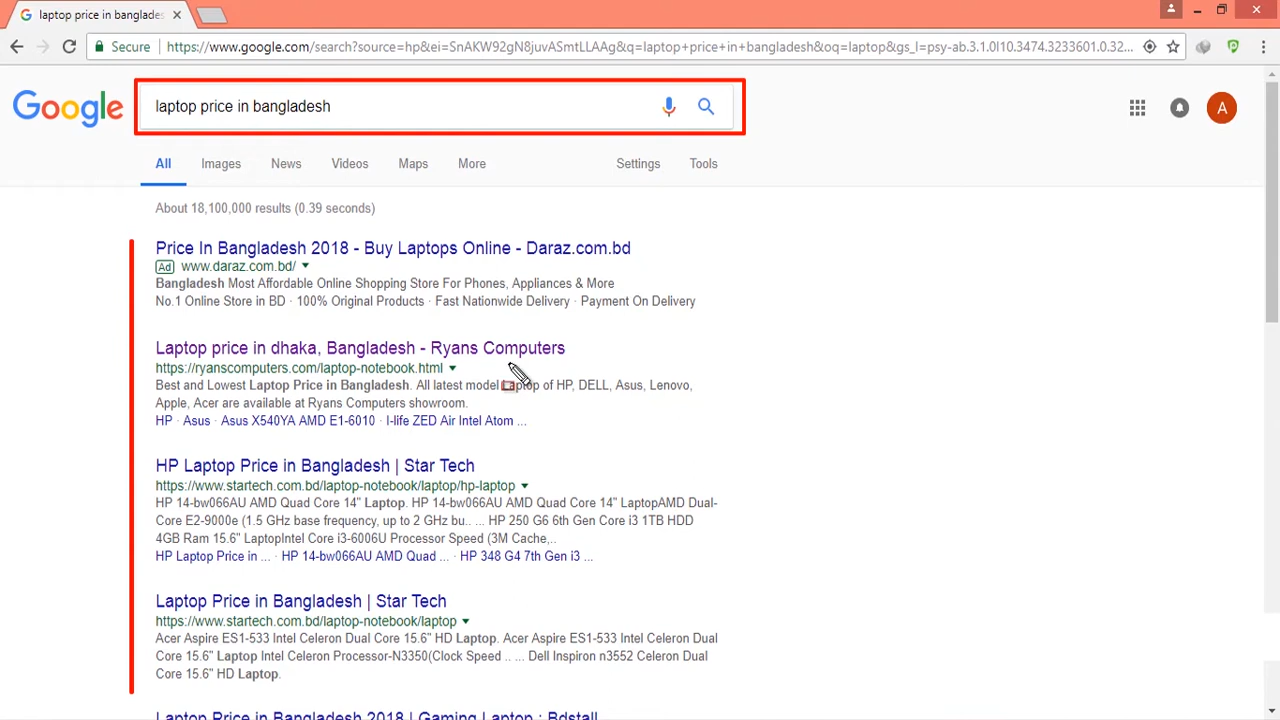 laptop price in banglades
Secure https://www.google.com/search?source=hp&ei=SnAKW92gN8juvASmtLLAAg&q=laptop+price+in+bangladesh&oq=laptop&gs_l=psy-ab.3.1.0l10.3474.3233601.0.32...
Google laptop price in bangladesh A
All Images News Videos Maps More Settings Tools
About 18,100,000 results (0.39 seconds)
Price In Bangladesh 2018 - Buy Laptops Online - Daraz.com.bd
Ad www.daraz.com.bd/
Bangladesh Most Affordable Online Shopping Store For Phones, Appliances & More
No.1 Online Store in BD · 100% Original Products · Fast Nationwide Delivery · Payment On Delivery
Laptop price in dhaka, Bangladesh - Ryans Computers
https://ryanscomputers.com/laptop-notebook.html
Best and Lowest Laptop Price in Bangladesh. All latest model Laptop of HP, DELL, Asus, Lenovo,
Apple, Acer are available at Ryans Computers showroom.
HP · Asus · Asus X540YA AMD E1-6010 · I-life ZED Air Intel Atom ...
HP Laptop Price in Bangladesh | Star Tech
https://www.startech.com.bd/laptop-notebook/laptop/hp-laptop
HP 14-bw066AU AMD Quad Core 14" Laptop. HP 14-bw066AU AMD Quad Core 14" LaptopAMD Dual-
Core E2-9000e (1.5 GHz base frequency, up to 2 GHz bu.. ... HP 250 G6 6th Gen Core i3 1TB HDD
4GB Ram 15.6" LaptopIntel Core i3-6006U Processor Speed (3M Cache,..
HP Laptop Price in ... · HP 14-bw066AU AMD Quad ... · HP 348 G4 7th Gen i3 ...
Laptop Price in Bangladesh | Star Tech
https://www.startech.com.bd/laptop-notebook/laptop
Acer Aspire ES1-533 Intel Celeron Dual Core 15.6" HD Laptop. Acer Aspire ES1-533 Intel Celeron Dual
Core 15.6" Laptop Intel Celeron Processor-N3350(Clock Speed .. ... Dell Inspiron n3552 Celeron Dual
Core 15.6" HD Laptop.
Laptop Price in Bangladesh 2018 | Gaming Laptop : Bdstall